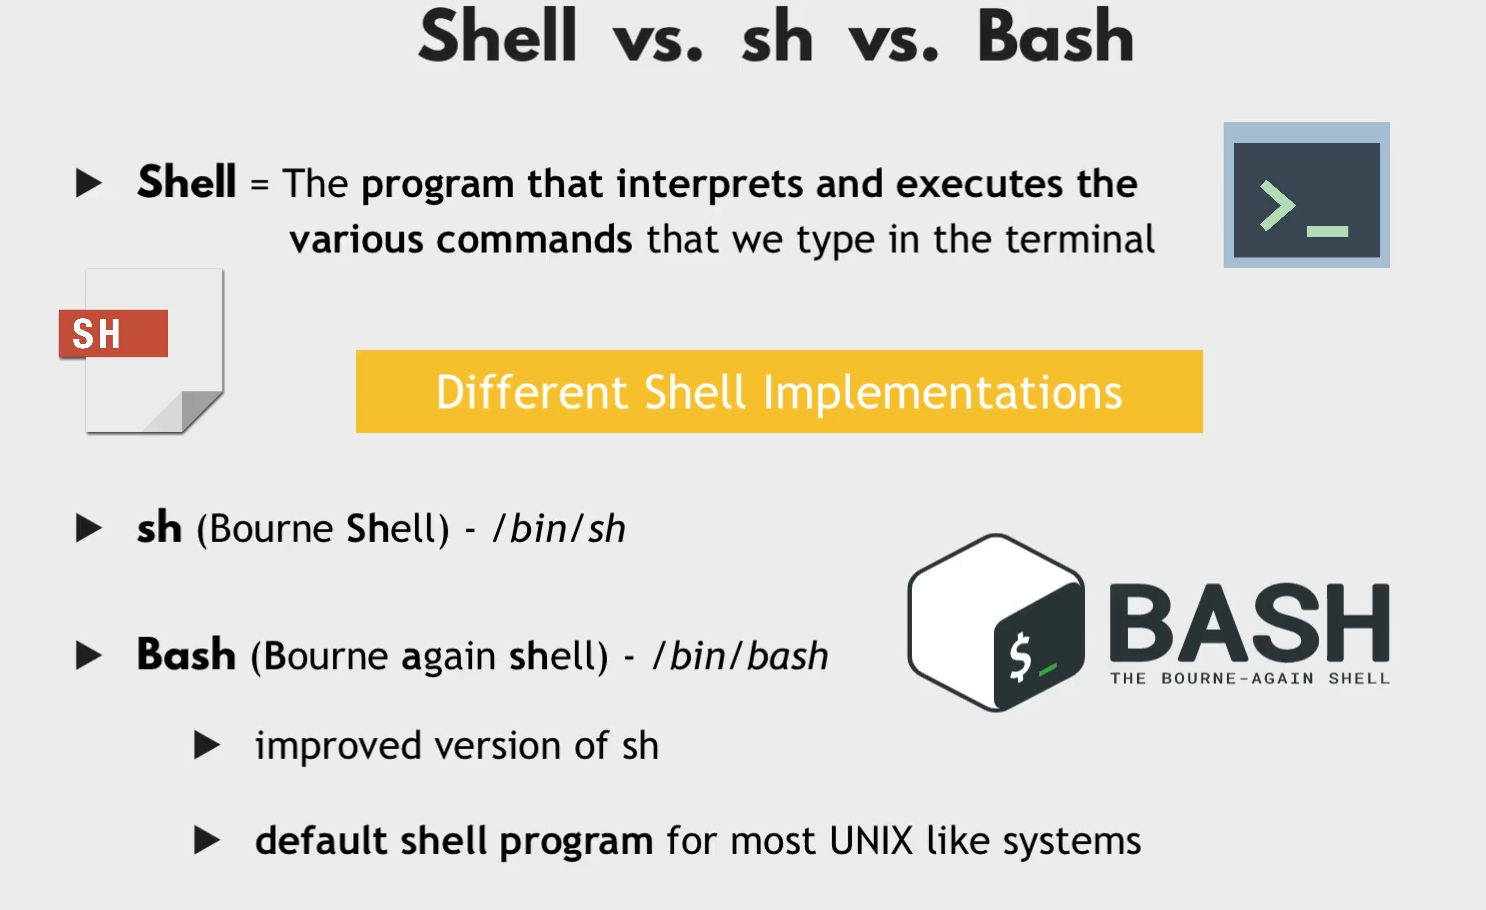 Shell vs. sh vs. Bash
Shell = The program that interprets and executes the
various commands that we type in the terminal
>_
SH
Different Shell Implementations
sh (Bourne Shell) - /bin/sh
Bash (Bourne again shell) - /bin/bash
$_
BASH
THE BOURNE-AGAIN SHELL
improved version of sh
default shell program for most UNIX like systems